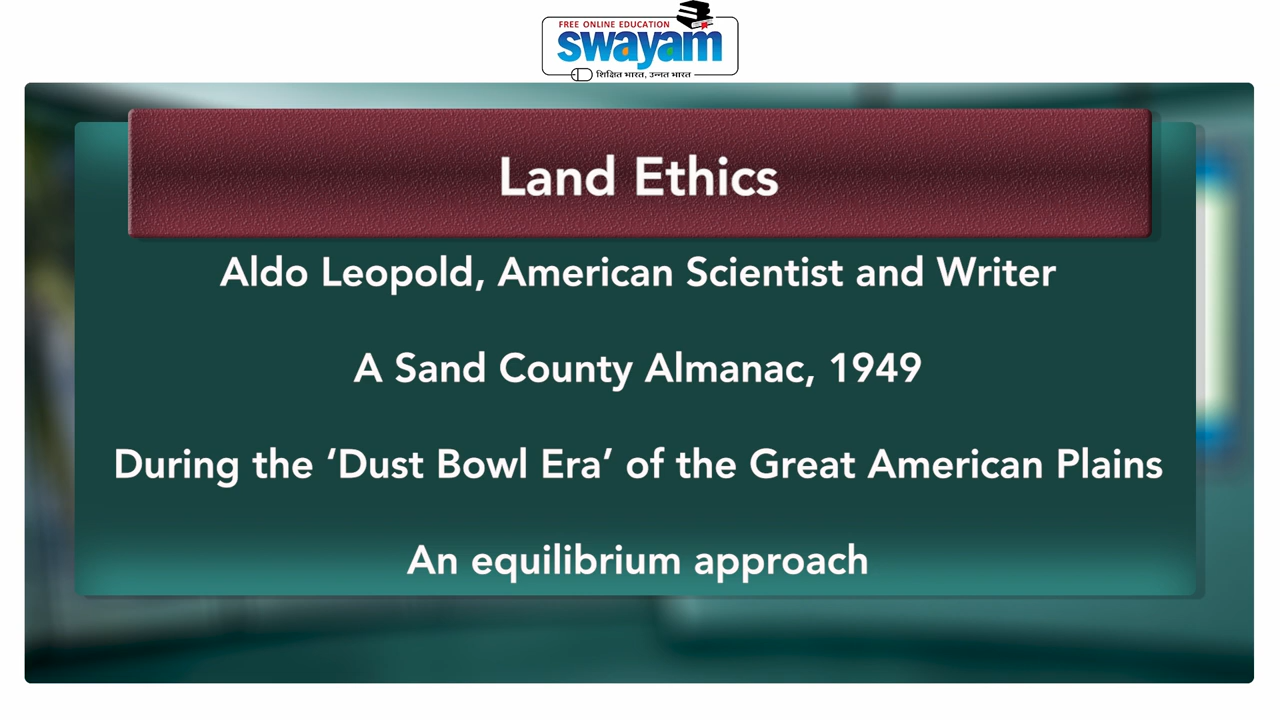 FREE ONLINE EDUCATION
swayam
शिक्षित भारत, उन्नत भारत
Land Ethics
Aldo Leopold, American Scientist and Writer
A Sand County Almanac, 1949
During the ‘Dust Bowl Era’ of the Great American Plains
An equilibrium approach